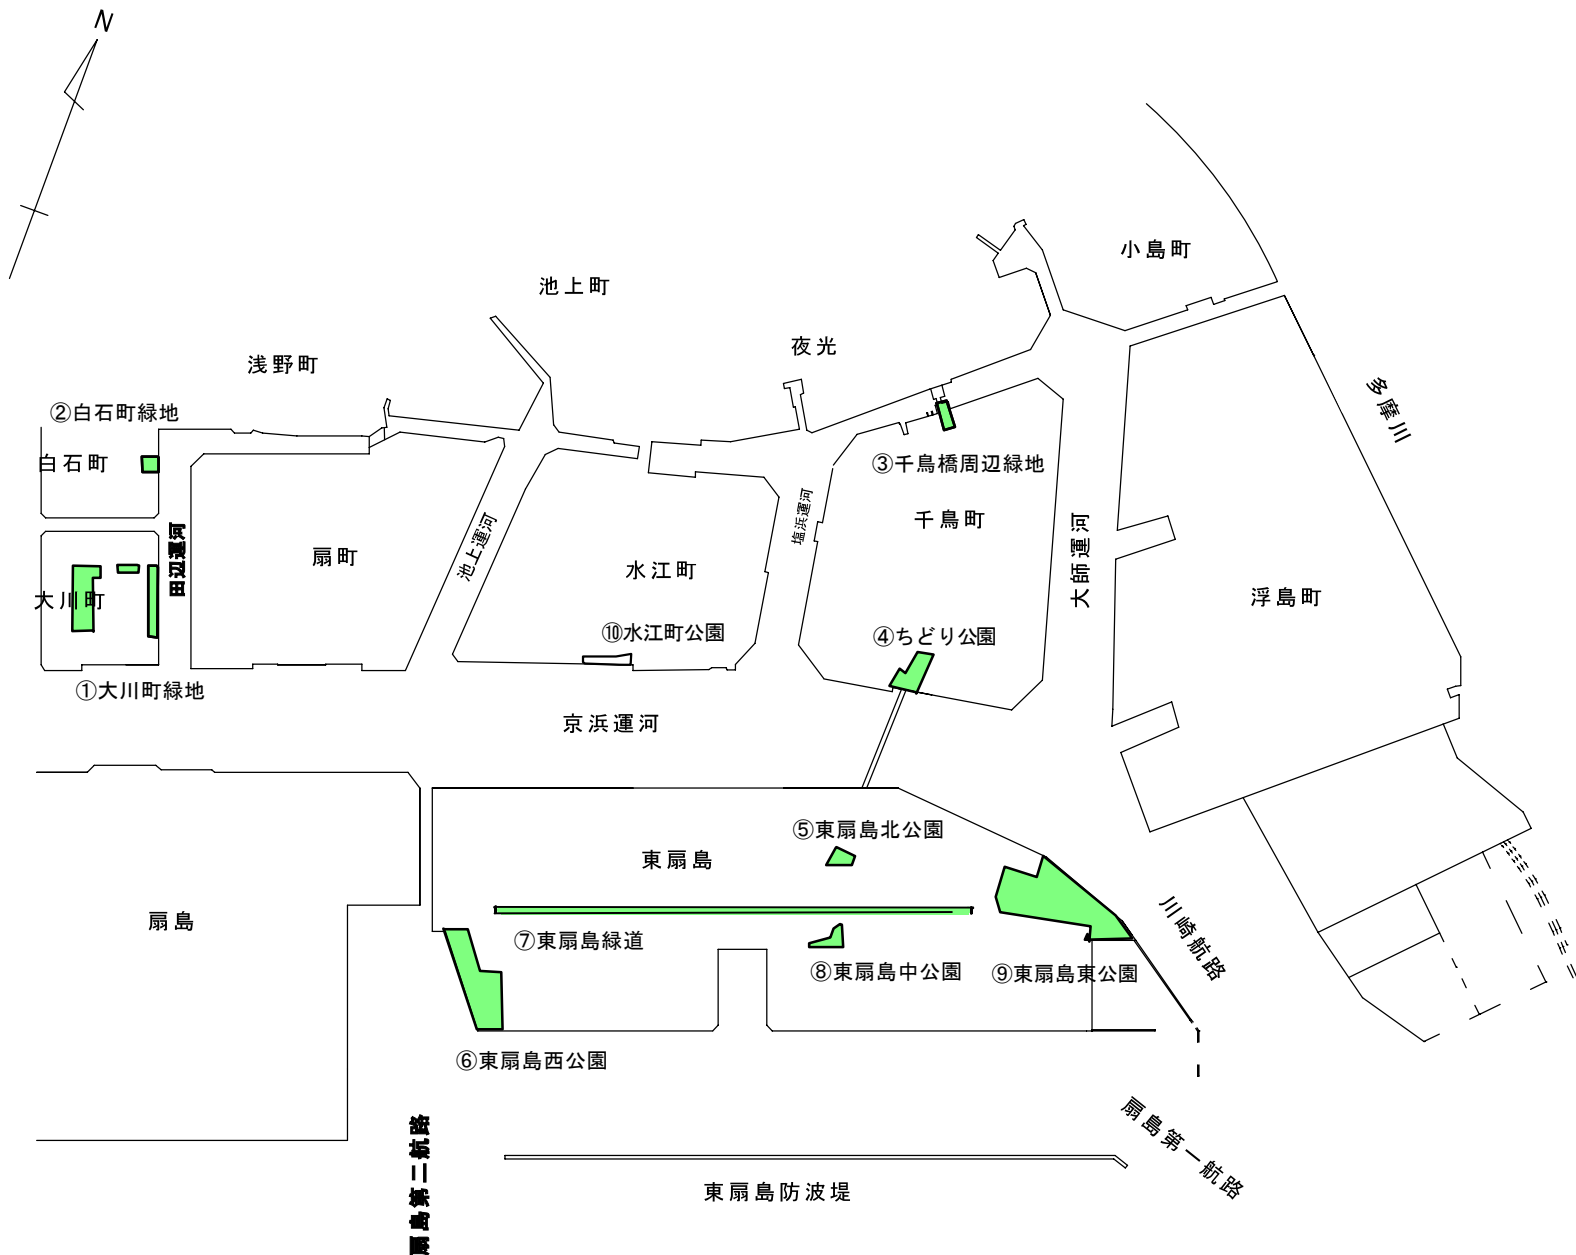 N
小島町
池上町
夜光
浅野町
多摩川
②白石町緑地
白石町
③千鳥橋周辺緑地
千鳥町
塩浜運河
池上運河
田辺運河
扇町
水江町
大師運河
浮島町
大川町
⑩水江町公園
④ちどり公園
①大川町緑地
京浜運河
⑤東扇島北公園
東扇島
扇島
⑦東扇島緑道
⑧東扇島中公園
⑨東扇島東公園
川崎航路
⑥東扇島西公園
扇島第二航路
扇島第一航路
東扇島防波堤